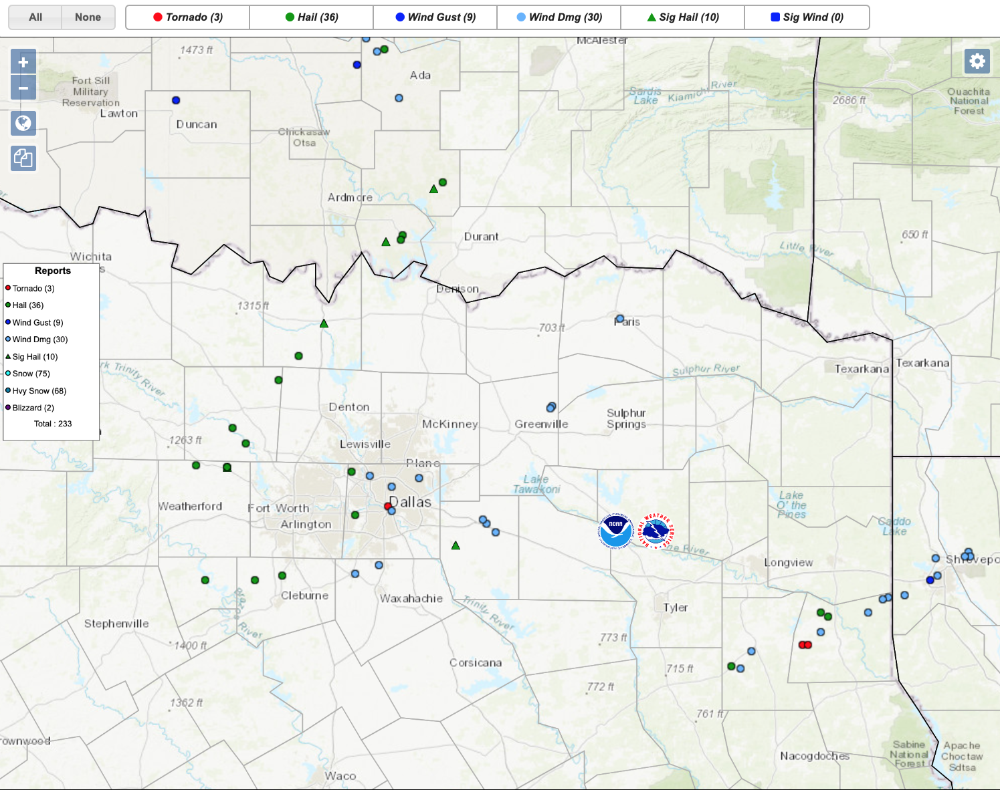 All None Tornado (3) Hail (36) Wind Gust (9) Wind Dmg (30) Sig Hail (10) Sig Wind (0)
McAlester
+
1473 ft
−
Fort Sill
Military
Reservation
Ada
Sardis
Lake
Kiamichi River
2686 ft
Ouachita
National
Forest
Lawton
Duncan
Chickasaw
Otsa
Ardmore
Durant
650 ft
Little River
Wichita
Denison
Reports
Tornado (3)
Hail (36)
Wind Gust (9)
Wind Dmg (30)
Sig Hail (10)
Snow (75)
Hvy Snow (68)
Blizzard (2)
Total : 233
1315 ft
703 ft
Paris
rk Trinity River
Sulphur River
Texarkana
Texarkana
Denton
McKinney
Greenville
Sulphur
Springs
1263 ft
Lewisville
Plano
Lake
Tawakoni
Weatherford
Fort Worth
Dallas
Arlington
Lake
O' the
Pines
Caddo
Lake
NOAA
NATIONAL WEATHER SERVICE
ne River
Longview
Shrevepo
Cleburne
Waxahachie
Brazos
River
Trinity River
Tyler
Stephenville
1400 ft
773 ft
Corsicana
715 ft
772 ft
1362 ft
761 ft
rownwood
Nacogdoches
Sabine
National
Forest
Apache
Choctaw
Sdtsa
Waco